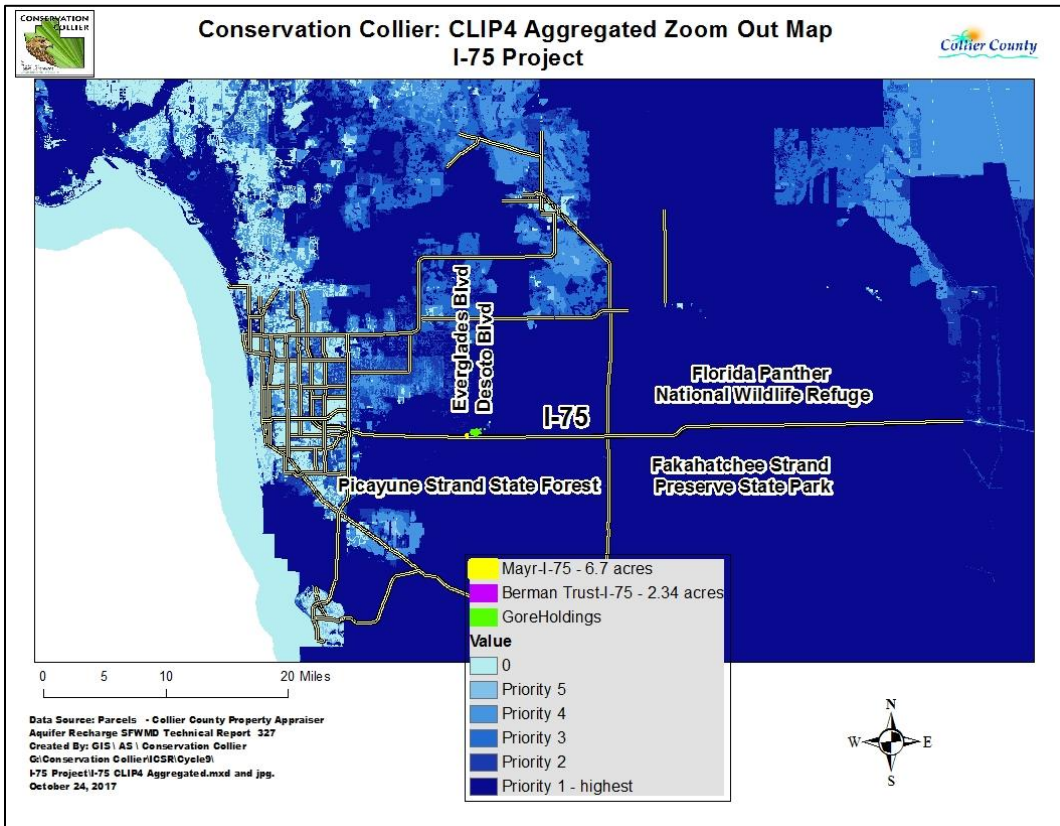 CONSERVATION
COLLIER
Conservation Collier: CLIP4 Aggregated Zoom Out Map
I-75 Project
Collier County
Everglades Blvd
Desoto Blvd
Florida Panther
National Wildlife Refuge
I-75
Fakahatchee Strand
Preserve State Park
Picayune Strand State Forest
Mayr-I-75 - 6.7 acres
Berman Trust-I-75 - 2.34 acres
GoreHoldings
Value
0
Priority 5
Priority 4
Priority 3
Priority 2
Priority 1 - highest
0 5 10 20 Miles
Data Source: Parcels - Collier County Property Appraiser
Aquifer Recharge SFWMD Technical Report 327
Created By: GIS \ AS \ Conservation Collier
G:\Conservation Collier\ICSR\Cycle9\
I-75 Project\I-75 CLIP4 Aggregated.mxd and jpg.
October 24, 2017
N
W E
S